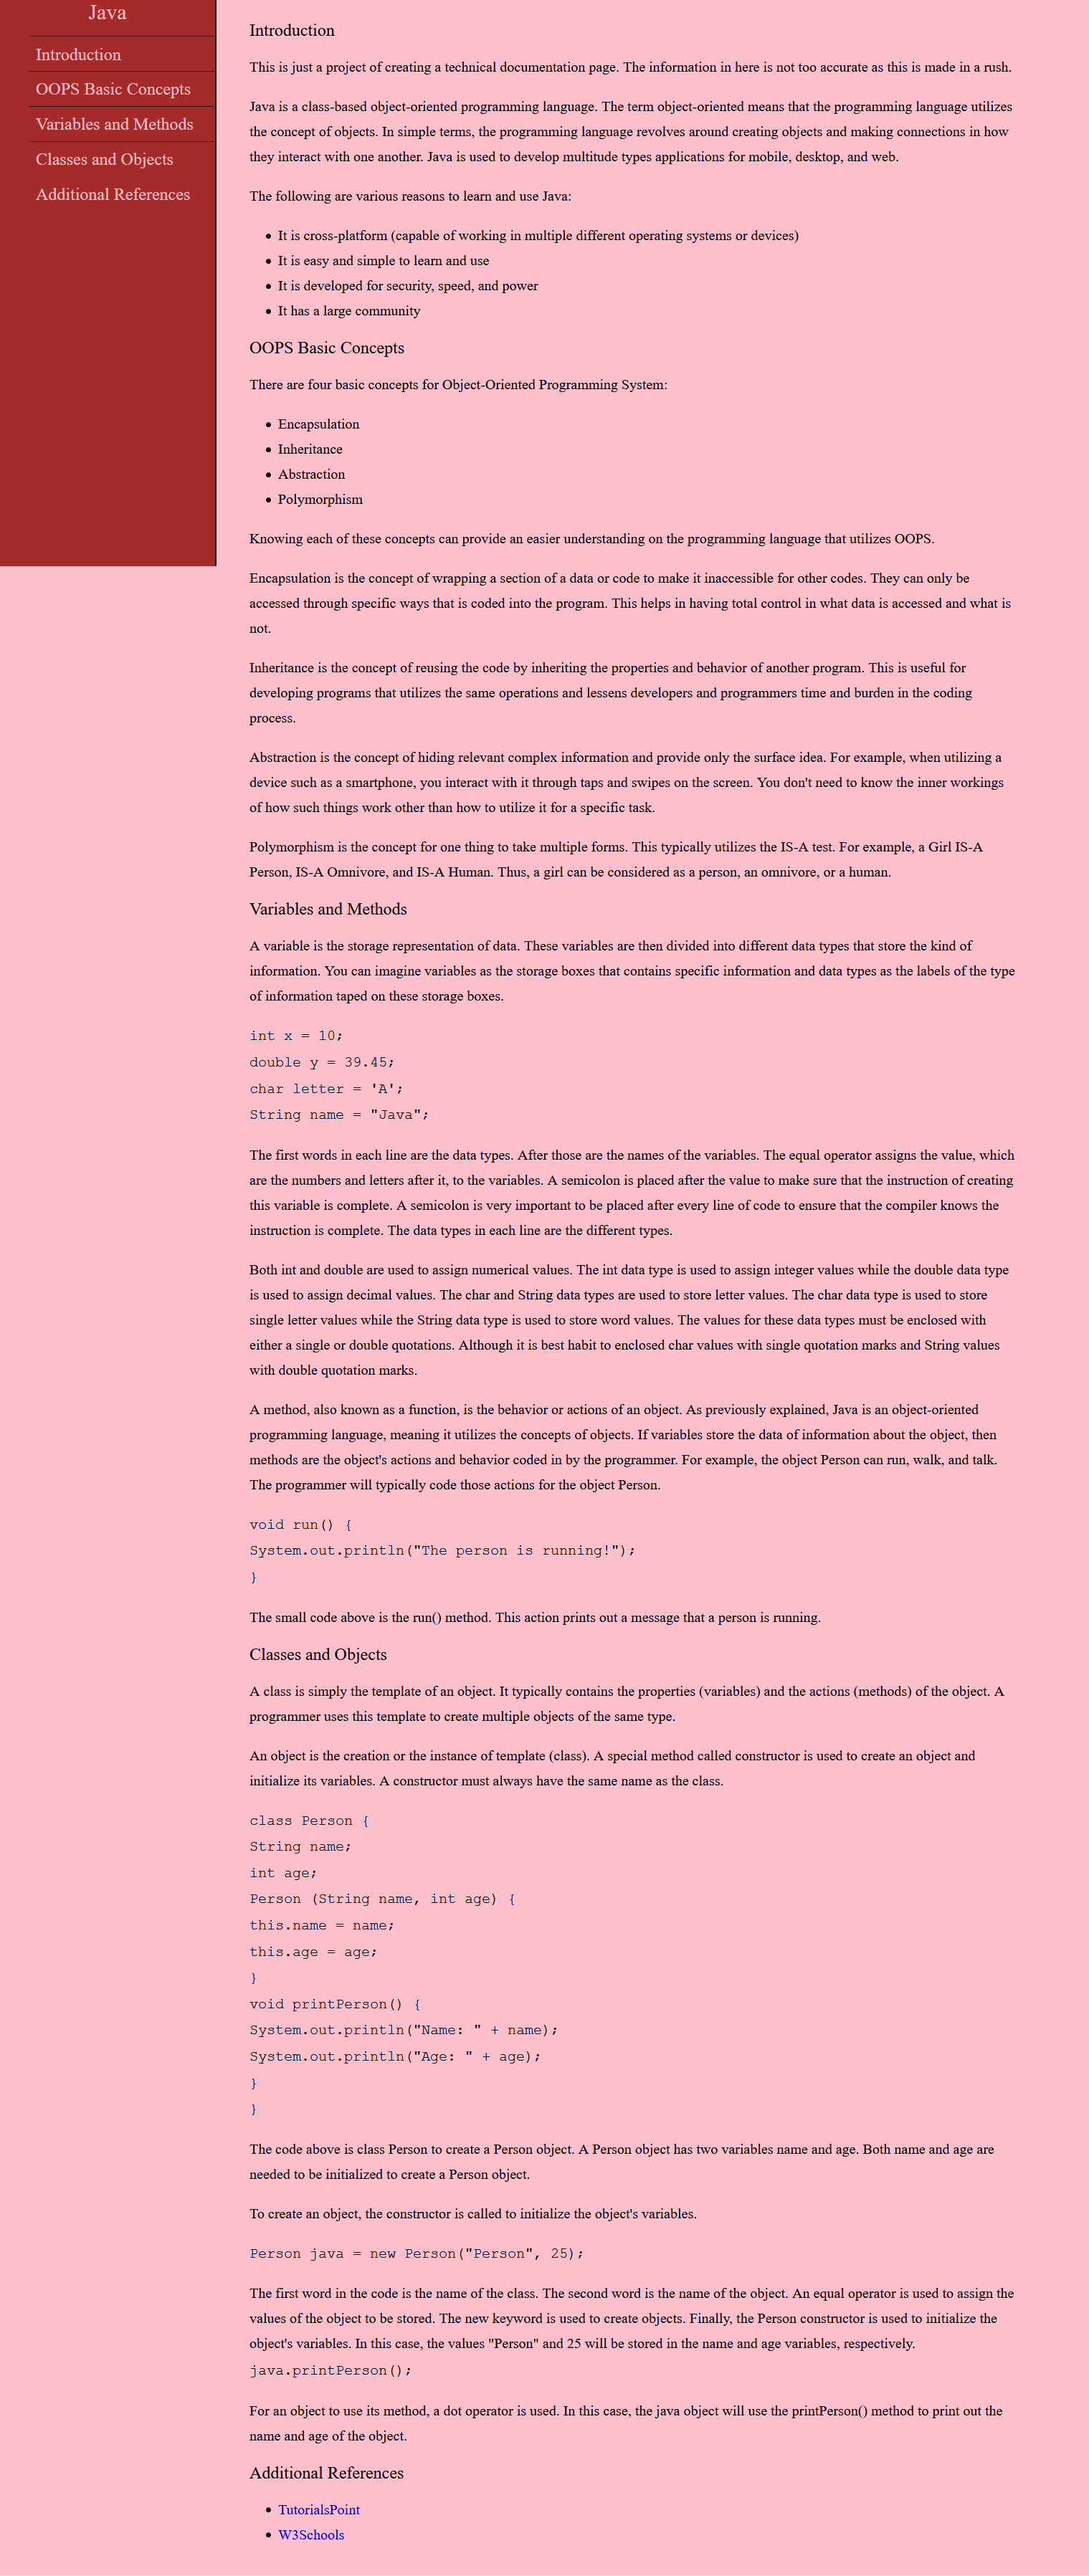 Java
Introduction
OOPS Basic Concepts
Variables and Methods
Classes and Objects
Additional References
Introduction
This is just a project of creating a technical documentation page. The information in here is not too accurate as this is made in a rush.
Java is a class-based object-oriented programming language. The term object-oriented means that the programming language utilizes
the concept of objects. In simple terms, the programming language revolves around creating objects and making connections in how
they interact with one another. Java is used to develop multitude types applications for mobile, desktop, and web.
The following are various reasons to learn and use Java:
• It is cross-platform (capable of working in multiple different operating systems or devices)
• It is easy and simple to learn and use
• It is developed for security, speed, and power
• It has a large community
OOPS Basic Concepts
There are four basic concepts for Object-Oriented Programming System:
• Encapsulation
• Inheritance
• Abstraction
• Polymorphism
Knowing each of these concepts can provide an easier understanding on the programming language that utilizes OOPS.
Encapsulation is the concept of wrapping a section of a data or code to make it inaccessible for other codes. They can only be
accessed through specific ways that is coded into the program. This helps in having total control in what data is accessed and what is
not.
Inheritance is the concept of reusing the code by inheriting the properties and behavior of another program. This is useful for
developing programs that utilizes the same operations and lessens developers and programmers time and burden in the coding
process.
Abstraction is the concept of hiding relevant complex information and provide only the surface idea. For example, when utilizing a
device such as a smartphone, you interact with it through taps and swipes on the screen. You don't need to know the inner workings
of how such things work other than how to utilize it for a specific task.
Polymorphism is the concept for one thing to take multiple forms. This typically utilizes the IS-A test. For example, a Girl IS-A
Person, IS-A Omnivore, and IS-A Human. Thus, a girl can be considered as a person, an omnivore, or a human.
Variables and Methods
A variable is the storage representation of data. These variables are then divided into different data types that store the kind of
information. You can imagine variables as the storage boxes that contains specific information and data types as the labels of the type
of information taped on these storage boxes.
int x = 10;
double y = 39.45;
char letter = 'A';
String name = "Java";
The first words in each line are the data types. After those are the names of the variables. The equal operator assigns the value, which
are the numbers and letters after it, to the variables. A semicolon is placed after the value to make sure that the instruction of creating
this variable is complete. A semicolon is very important to be placed after every line of code to ensure that the compiler knows the
instruction is complete. The data types in each line are the different types.
Both int and double are used to assign numerical values. The int data type is used to assign integer values while the double data type
is used to assign decimal values. The char and String data types are used to store letter values. The char data type is used to store
single letter values while the String data type is used to store word values. The values for these data types must be enclosed with
either a single or double quotations. Although it is best habit to enclosed char values with single quotation marks and String values
with double quotation marks.
A method, also known as a function, is the behavior or actions of an object. As previously explained, Java is an object-oriented
programming language, meaning it utilizes the concepts of objects. If variables store the data of information about the object, then
methods are the object's actions and behavior coded in by the programmer. For example, the object Person can run, walk, and talk.
The programmer will typically code those actions for the object Person.
void run() {
System.out.println("The person is running!");
}
The small code above is the run() method. This action prints out a message that a person is running.
Classes and Objects
A class is simply the template of an object. It typically contains the properties (variables) and the actions (methods) of the object. A
programmer uses this template to create multiple objects of the same type.
An object is the creation or the instance of template (class). A special method called constructor is used to create an object and
initialize its variables. A constructor must always have the same name as the class.
class Person {
String name;
int age;
Person (String name, int age) {
this.name = name;
this.age = age;
}
void printPerson() {
System.out.println("Name: " + name);
System.out.println("Age: " + age);
}
}
The code above is class Person to create a Person object. A Person object has two variables name and age. Both name and age are
needed to be initialized to create a Person object.
To create an object, the constructor is called to initialize the object's variables.
Person java = new Person("Person", 25);
The first word in the code is the name of the class. The second word is the name of the object. An equal operator is used to assign the
values of the object to be stored. The new keyword is used to create objects. Finally, the Person constructor is used to initialize the
object's variables. In this case, the values "Person" and 25 will be stored in the name and age variables, respectively.
java.printPerson();
For an object to use its method, a dot operator is used. In this case, the java object will use the printPerson() method to print out the
name and age of the object.
Additional References
• TutorialsPoint
• W3Schools